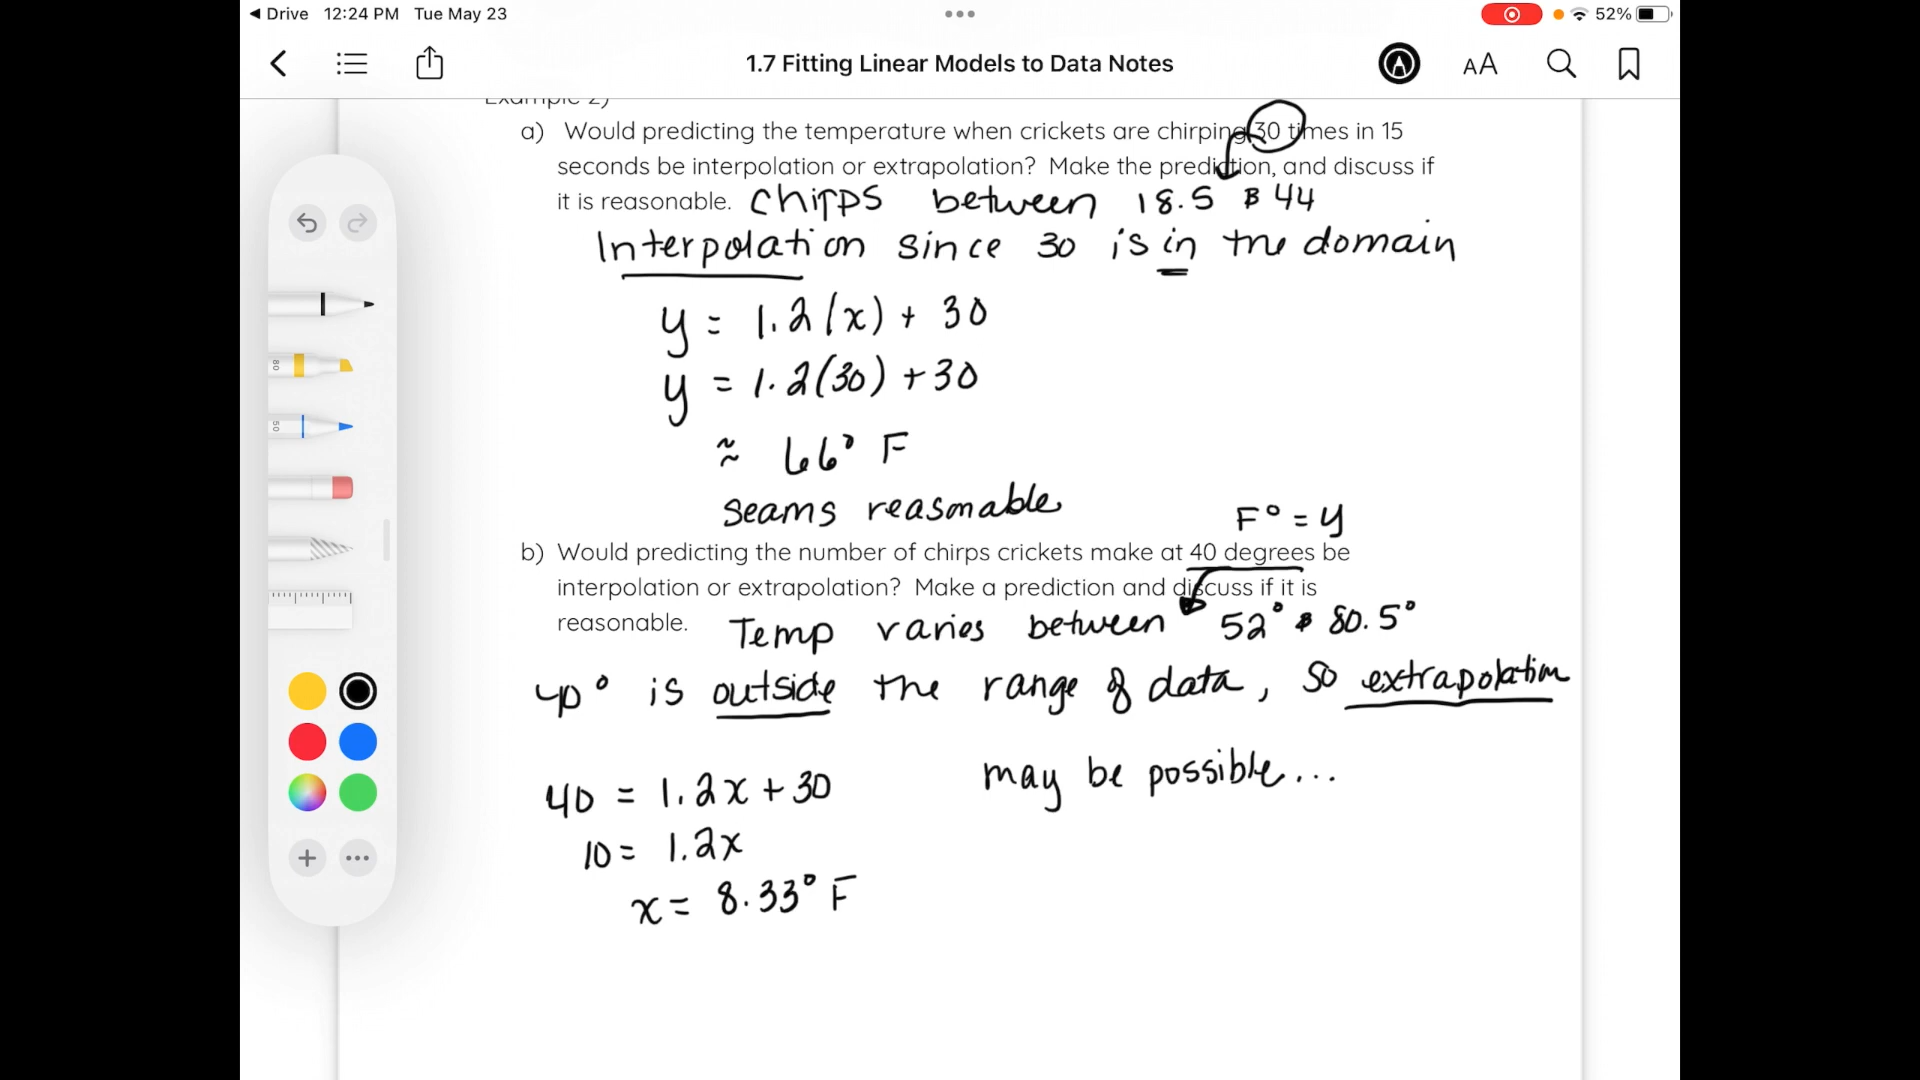 Drive 12:24 PM Tue May 23
52%
1.7 Fitting Linear Models to Data Notes
AA
Example 2)
a) Would predicting the temperature when crickets are chirping 30 times in 15
seconds be interpolation or extrapolation? Make the prediction, and discuss if
it is reasonable. Chirps between 18.5 & 44
Interpolation since 30 is in the domain
y = 1.2(x) + 30
y = 1.2(30) + 30
≈ 66° F
seams reasonable
F° = y
b) Would predicting the number of chirps crickets make at 40 degrees be
interpolation or extrapolation? Make a prediction and discuss if it is
reasonable. Temp varies between 52° & 80.5°
40° is outside the range of data, so extrapolation
may be possible...
40 = 1.2x + 30
10 = 1.2x
x = 8.33° F
80
50